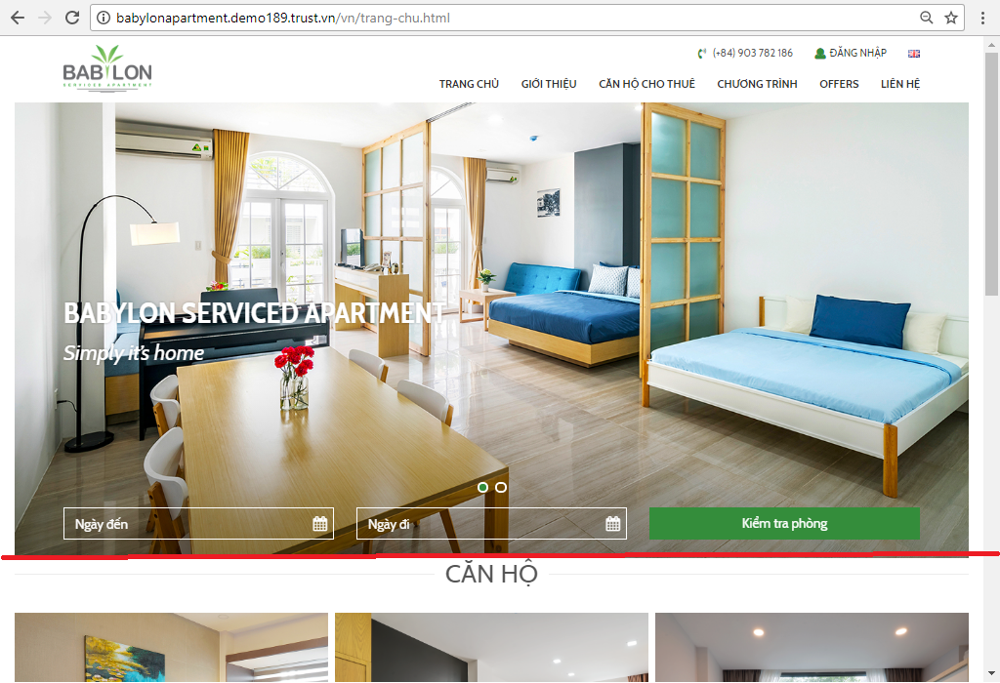 babylonapartment.demo189.trust.vn/vn/trang-chu.html
BABYLON
SERVICED APARTMENT
(+84) 903 782 186 ĐĂNG NHẬP
TRANG CHỦ GIỚI THIỆU CĂN HỘ CHO THUÊ CHƯƠNG TRÌNH OFFERS LIÊN HỆ
BABYLON SERVICED APARTMENT
Simply it's home
Ngày đến Ngày đi Kiểm tra phòng
CĂN HỘ